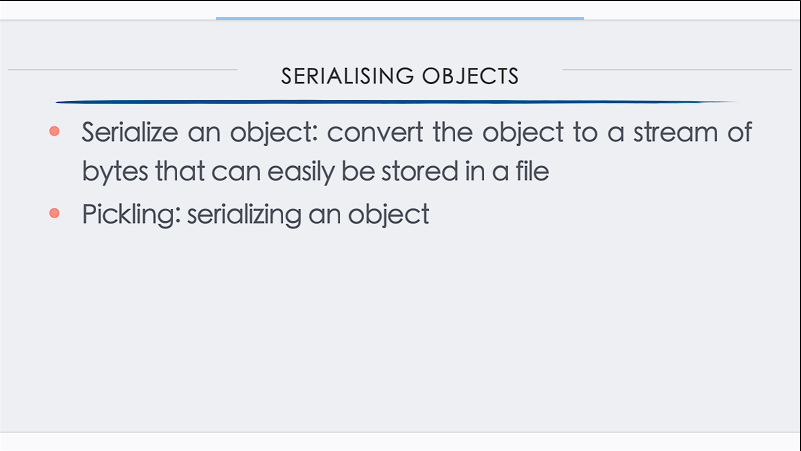 SERIALISING OBJECTS
Serialize an object: convert the object to a stream of
bytes that can easily be stored in a file
Pickling: serializing an object